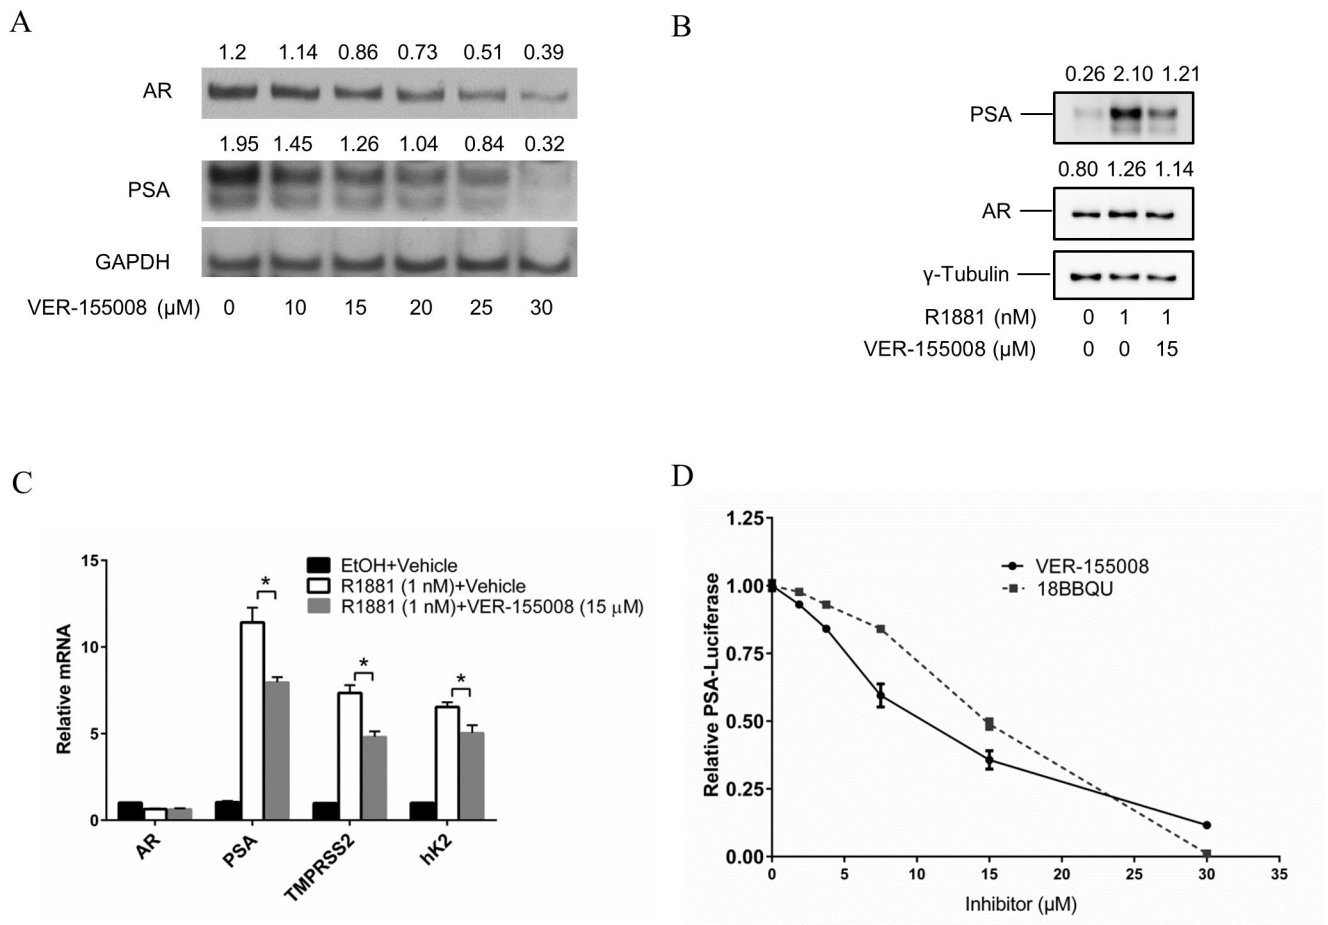 A
1.2 1.14 0.86 0.73 0.51 0.39
AR
1.95 1.45 1.26 1.04 0.84 0.32
PSA
GAPDH
VER-155008 (µM) 0 10 15 20 25 30
B
0.26 2.10 1.21
PSA
0.80 1.26 1.14
AR
γ-Tubulin
R1881 (nM) 0 1 1
VER-155008 (µM) 0 0 15
C
Relative mRNA
15
10
5
0
EtOH+Vehicle
R1881 (1 nM)+Vehicle
R1881 (1 nM)+VER-155008 (15 µM)
* * *
AR PSA TMPRSS2 hK2
D
Relative PSA-Luciferase
1.25
1.00
0.75
0.50
0.25
0.00
VER-155008
18BBQU
0 5 10 15 20 25 30 35
Inhibitor (µM)